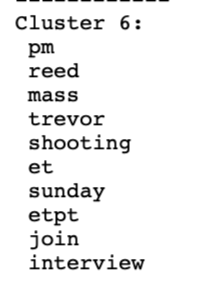 Cluster 6:
pm
reed
mass
trevor
shooting
et
sunday
etpt
join
interview